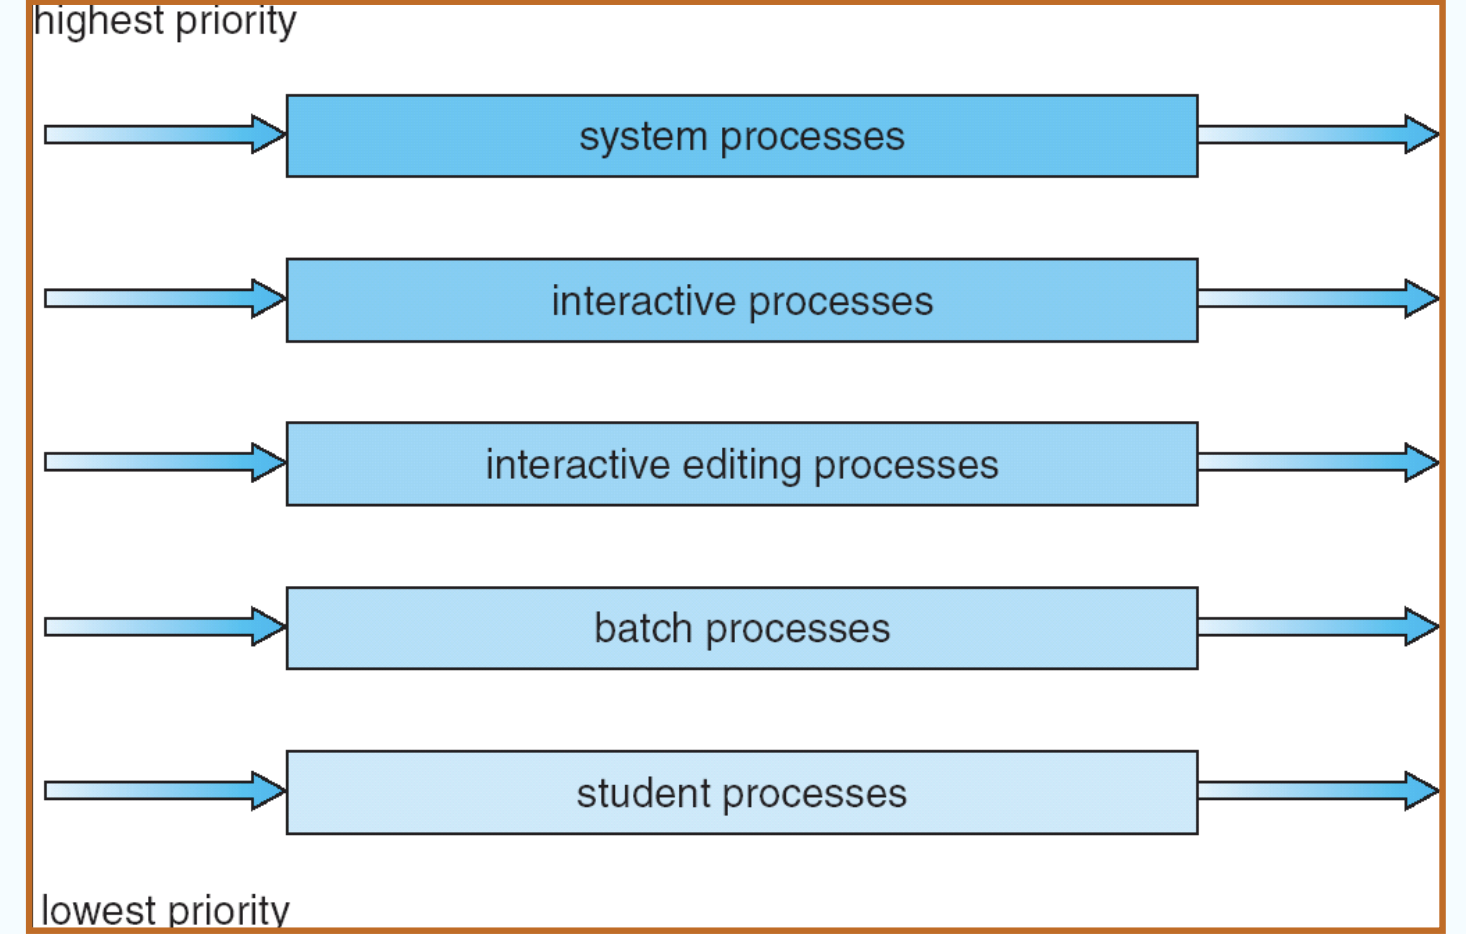 highest priority
system processes
interactive processes
interactive editing processes
batch processes
student processes
lowest priority